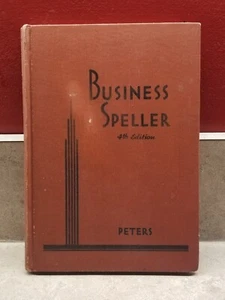 BUSINESS
SPELLER
4th Edition
PETERS